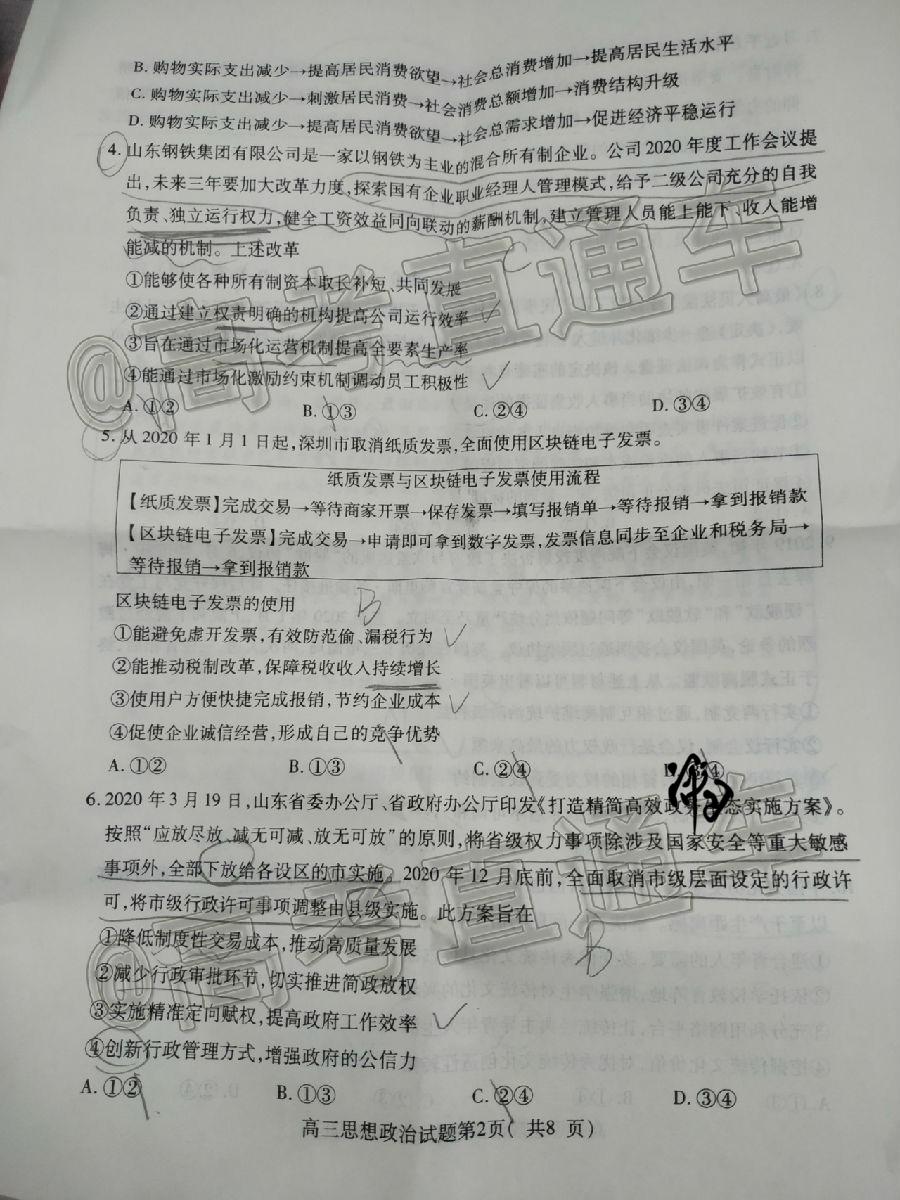 B. 购物实际支出减少→提高居民消费欲望→社会总消费增加→提高居民生活水平
C. 购物实际支出减少→刺激居民消费→社会消费总额增加→消费结构升级
D. 购物实际支出减少→提高居民消费欲望→社会总需求增加→促进经济平稳运行
4. 山东钢铁集团有限公司是一家以钢铁为主业的混合所有制企业。公司2020年度工作会议提
出,未来三年要加大改革力度,探索国有企业职业经理人管理模式,给予二级公司充分的自我
负责、独立运行权力,健全工资效益同向联动的薪酬机制,建立管理人员能上能下、收入能增
能减的机制。上述改革
①能够使各种所有制资本取长补短、共同发展
②通过建立权责明确的机构提高公司运行效率
③旨在通过市场化运营机制提高全要素生产率
④能通过市场化激励约束机制调动员工积极性
A. ①② B. ①③ C. ②④ D. ③④
5. 从2020年1月1日起,深圳市取消纸质发票,全面使用区块链电子发票。
纸质发票与区块链电子发票使用流程
【纸质发票】完成交易→等待商家开票→保存发票→填写报销单→等待报销→拿到报销款
【区块链电子发票】完成交易→申请即可拿到数字发票,发票信息同步至企业和税务局→
等待报销→拿到报销款
区块链电子发票的使用 B
①能避免虚开发票,有效防范偷、漏税行为
②能推动税制改革,保障税收收入持续增长
③使用户方便快捷完成报销,节约企业成本
④促使企业诚信经营,形成自己的竞争优势
A. ①② B. ①③ C. ②④ D. ③④
6. 2020年3月19日,山东省委办公厅、省政府办公厅印发《打造精简高效政务生态实施方案》。
按照“应放尽放、减无可减、放无可放”的原则,将省级权力事项除涉及国家安全等重大敏感
事项外,全部下放给各设区的市实施。2020年12月底前,全面取消市级层面设定的行政许
可,将市级行政许可事项调整由县级实施。此方案旨在
B
①降低制度性交易成本,推动高质量发展
②减少行政审批环节,切实推进简政放权
③实施精准定向赋权,提高政府工作效率
④创新行政管理方式,增强政府的公信力
A. ①② B. ①③ C. ②④ D. ③④
高三思想政治试题第2页( 共8 页)
@高考直通车
@高考直通车